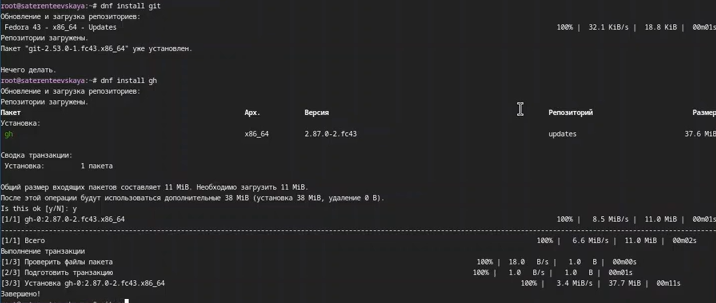 root@saterenteevskaya:~# dnf install git
Обновление и загрузка репозиториев:
Fedora 43 - x86_64 - Updates 100% | 32.1 KiB/s | 18.8 KiB | 00m01s
Репозитории загружены.
Пакет "git-2.53.0-1.fc43.x86_64" уже установлен.
Нечего делать.
root@saterenteevskaya:~# dnf install gh
Обновление и загрузка репозиториев:
Репозитории загружены.
Пакет Арх. Версия Репозиторий Размер
Установка:
gh x86_64 2.87.0-2.fc43 updates 37.6 MiB
Сводка транзакции:
Установка: 1 пакета
Общий размер входящих пакетов составляет 11 MiB. Необходимо загрузить 11 MiB.
После этой операции будут использоваться дополнительные 38 MiB (установка 38 MiB, удаление 0 B).
Is this ok [y/N]: y
[1/1] gh-0:2.87.0-2.fc43.x86_64 100% | 8.5 MiB/s | 11.0 MiB | 00m01s
--------------------------------------------------------------------------------
[1/1] Всего 100% | 6.6 MiB/s | 11.0 MiB | 00m02s
Выполнение транзакции
[1/3] Проверить файлы пакета 100% | 18.0 B/s | 1.0 B | 00m00s
[2/3] Подготовить транзакцию 100% | 1.0 B/s | 1.0 B | 00m01s
[3/3] Установка gh-0:2.87.0-2.fc43.x86_64 100% | 3.4 MiB/s | 37.7 MiB | 00m11s
Завершено!